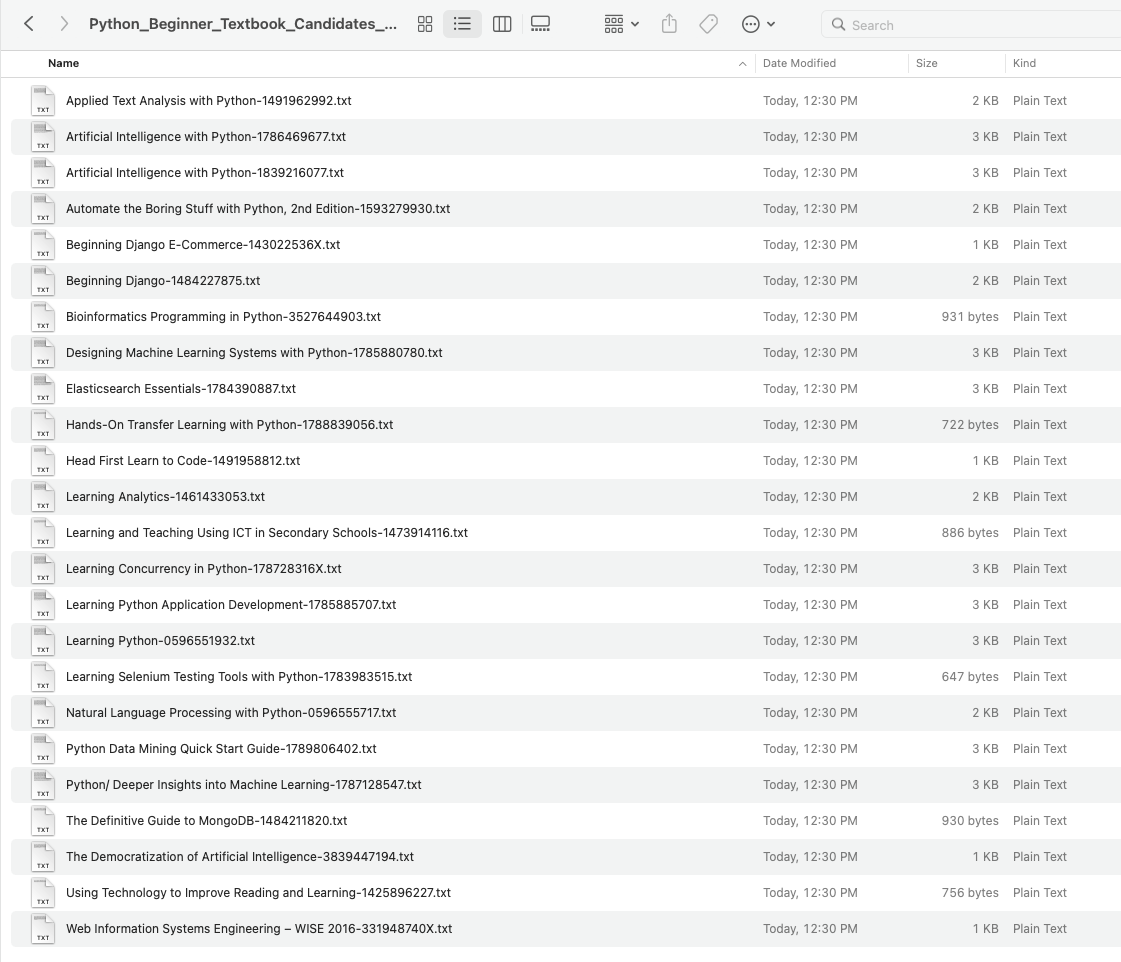 Python_Beginner_Textbook_Candidates_...
Search
Name Date Modified Size Kind
Applied Text Analysis with Python-1491962992.txt Today, 12:30 PM 2 KB Plain Text
Artificial Intelligence with Python-1786469677.txt Today, 12:30 PM 3 KB Plain Text
Artificial Intelligence with Python-1839216077.txt Today, 12:30 PM 3 KB Plain Text
Automate the Boring Stuff with Python, 2nd Edition-1593279930.txt Today, 12:30 PM 2 KB Plain Text
Beginning Django E-Commerce-143022536X.txt Today, 12:30 PM 1 KB Plain Text
Beginning Django-1484227875.txt Today, 12:30 PM 2 KB Plain Text
Bioinformatics Programming in Python-3527644903.txt Today, 12:30 PM 931 bytes Plain Text
Designing Machine Learning Systems with Python-1785880780.txt Today, 12:30 PM 3 KB Plain Text
Elasticsearch Essentials-1784390887.txt Today, 12:30 PM 3 KB Plain Text
Hands-On Transfer Learning with Python-1788839056.txt Today, 12:30 PM 722 bytes Plain Text
Head First Learn to Code-1491958812.txt Today, 12:30 PM 1 KB Plain Text
Learning Analytics-1461433053.txt Today, 12:30 PM 2 KB Plain Text
Learning and Teaching Using ICT in Secondary Schools-1473914116.txt Today, 12:30 PM 886 bytes Plain Text
Learning Concurrency in Python-178728316X.txt Today, 12:30 PM 3 KB Plain Text
Learning Python Application Development-1785885707.txt Today, 12:30 PM 3 KB Plain Text
Learning Python-0596551932.txt Today, 12:30 PM 3 KB Plain Text
Learning Selenium Testing Tools with Python-1783983515.txt Today, 12:30 PM 647 bytes Plain Text
Natural Language Processing with Python-0596555717.txt Today, 12:30 PM 2 KB Plain Text
Python Data Mining Quick Start Guide-1789806402.txt Today, 12:30 PM 3 KB Plain Text
Python/ Deeper Insights into Machine Learning-1787128547.txt Today, 12:30 PM 3 KB Plain Text
The Definitive Guide to MongoDB-1484211820.txt Today, 12:30 PM 930 bytes Plain Text
The Democratization of Artificial Intelligence-3839447194.txt Today, 12:30 PM 1 KB Plain Text
Using Technology to Improve Reading and Learning-1425896227.txt Today, 12:30 PM 756 bytes Plain Text
Web Information Systems Engineering – WISE 2016-331948740X.txt Today, 12:30 PM 1 KB Plain Text